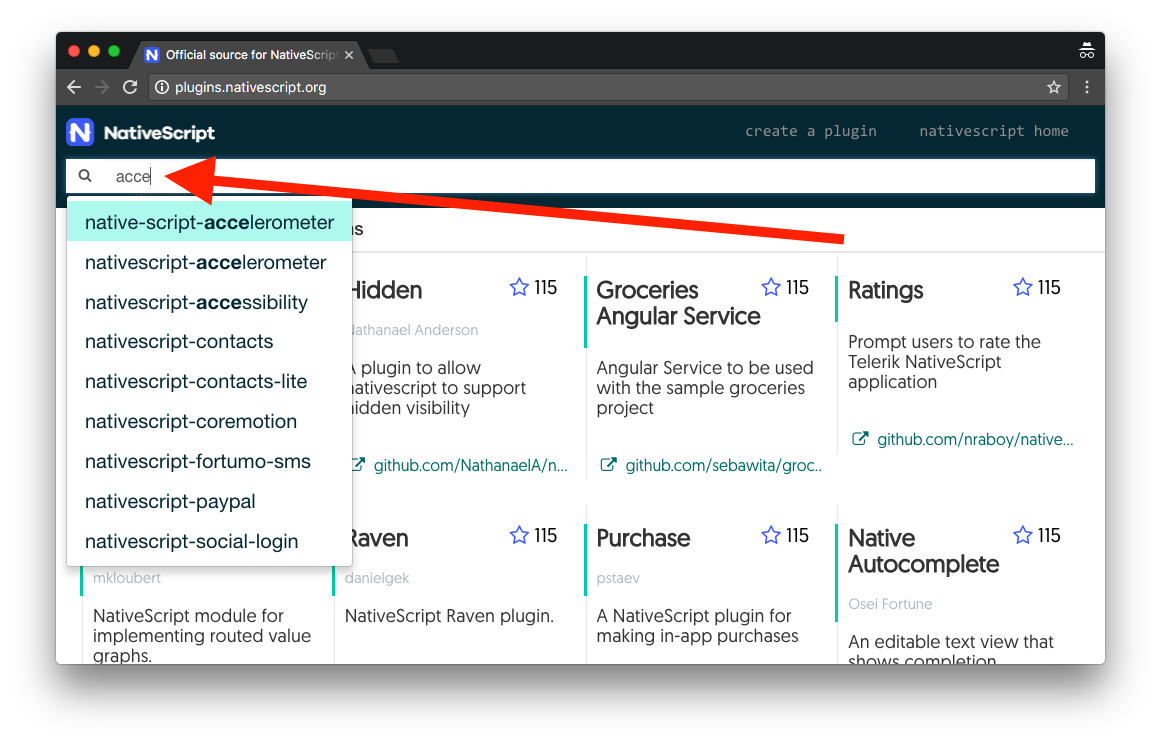 Official source for NativeScript
plugins.nativescript.org
NativeScript
create a plugin
nativescript home
acce
native-script-accelerometer
nativescript-accelerometer
nativescript-accessibility
nativescript-contacts
nativescript-contacts-lite
nativescript-coremotion
nativescript-fortumo-sms
nativescript-paypal
nativescript-social-login
Hidden
115
Nathanael Anderson
A plugin to allow
nativescript to support
hidden visibility
github.com/NathanaelA/n...
Groceries
Angular Service
115
Angular Service to be used
with the sample groceries
project
github.com/sebawita/groc..
Ratings
115
Prompt users to rate the
Telerik NativeScript
application
github.com/nraboy/native...
mkloubert
NativeScript module for
implementing routed value
graphs.
Raven
115
danielgek
NativeScript Raven plugin.
Purchase
115
pstaev
A NativeScript plugin for
making in-app purchases
Native
Autocomplete
115
Osei Fortune
An editable text view that
shows completion